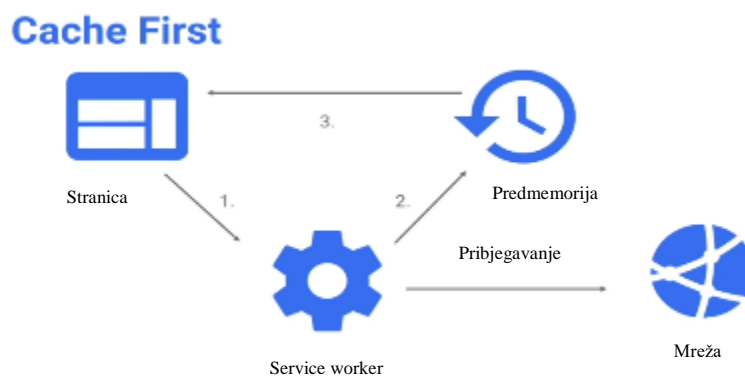 Cache First
3.
Stranica
1.
2.
Predmemorija
Pribjegavanje
Service worker
Mreža